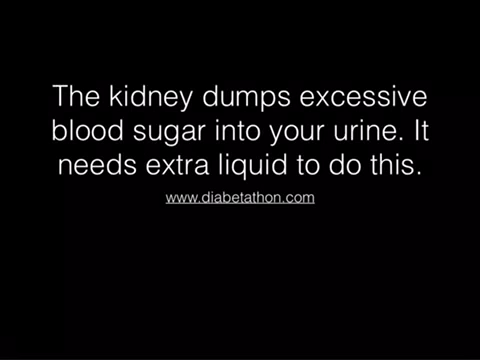 The kidney dumps excessive
blood sugar into your urine. It
needs extra liquid to do this.
www.diabetathon.com